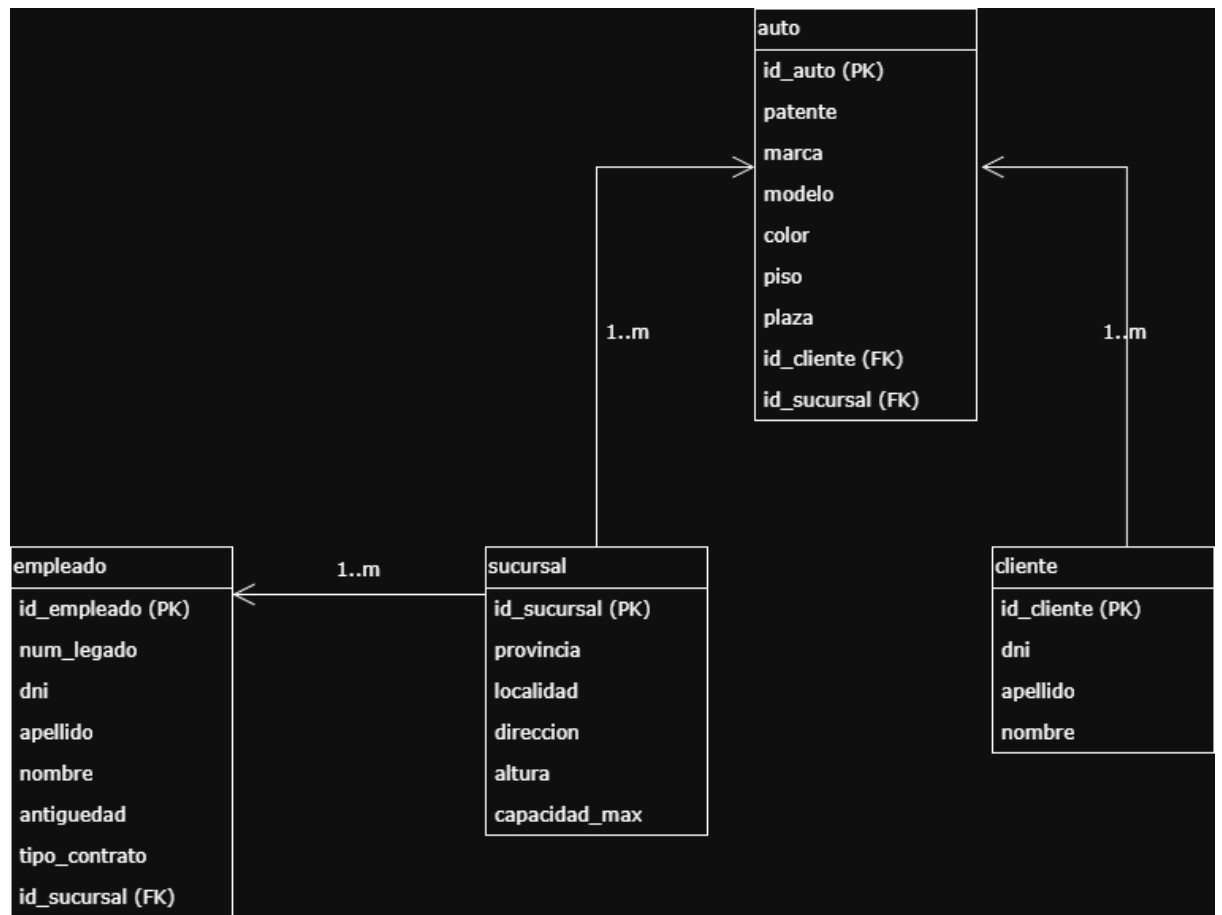 auto
id_auto (PK)
patente
marca
modelo
color
piso
plaza
id_cliente (FK)
id_sucursal (FK)
1..m
1..m
empleado
id_empleado (PK)
num_legado
dni
apellido
nombre
antiguedad
tipo_contrato
id_sucursal (FK)
1..m
sucursal
id_sucursal (PK)
provincia
localidad
direccion
altura
capacidad_max
cliente
id_cliente (PK)
dni
apellido
nombre